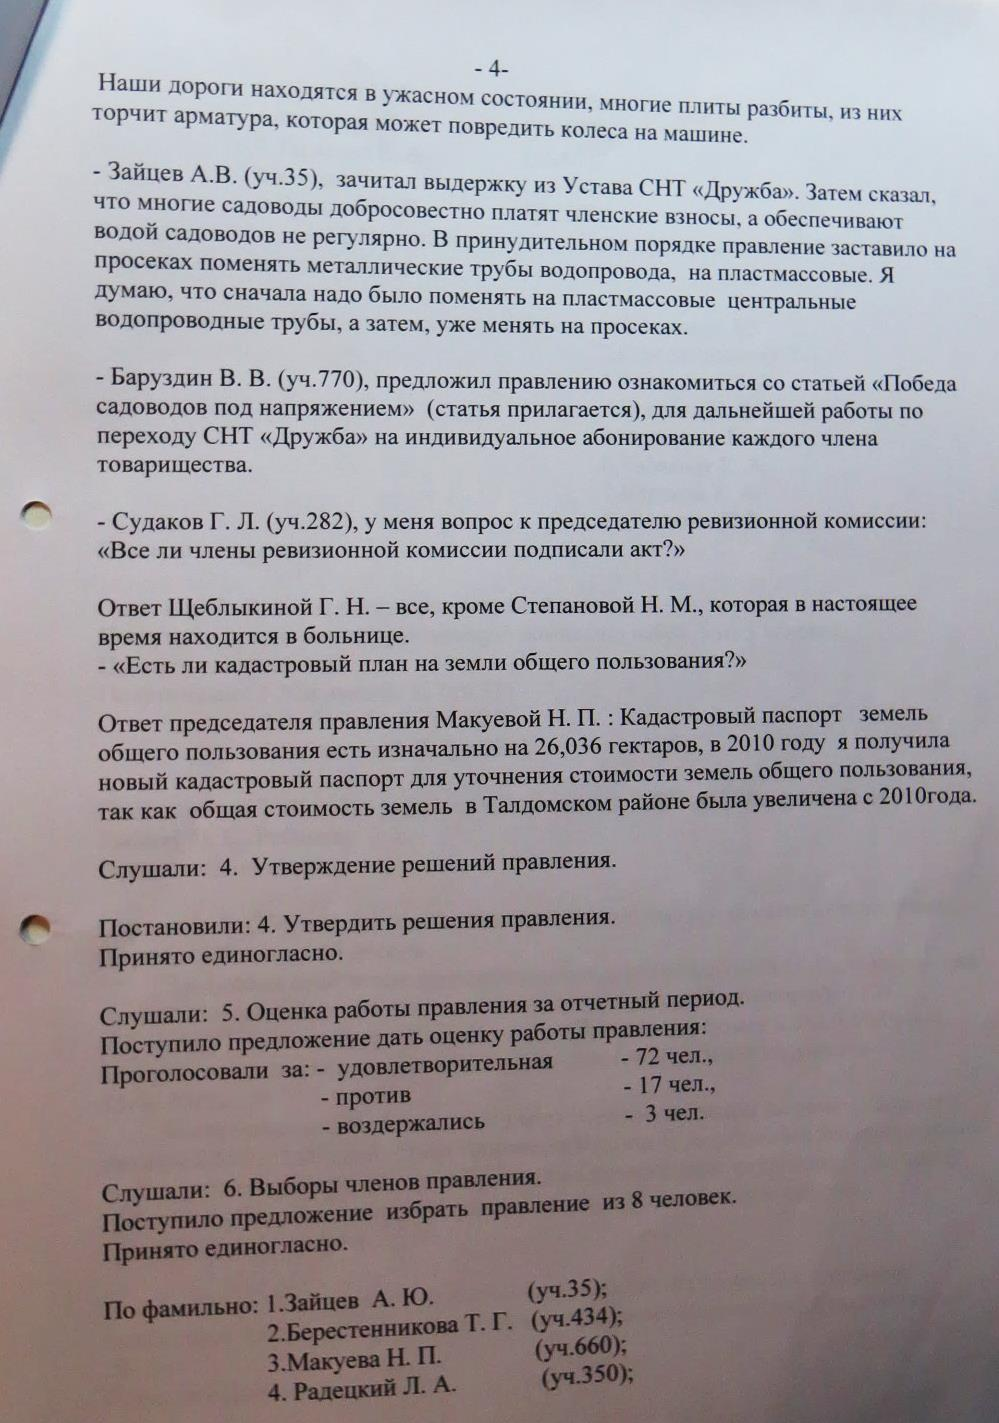 - 4-
Наши дороги находятся в ужасном состоянии, многие плиты разбиты, из них
торчит арматура, которая может повредить колеса на машине.
- Зайцев А.В. (уч.35), зачитал выдержку из Устава СНТ «Дружба». Затем сказал,
что многие садоводы добросовестно платят членские взносы, а обеспечивают
водой садоводов не регулярно. В принудительном порядке правление заставило на
просеках поменять металлические трубы водопровода, на пластмассовые. Я
думаю, что сначала надо было поменять на пластмассовые центральные
водопроводные трубы, а затем, уже менять на просеках.
- Баруздин В. В. (уч.770), предложил правлению ознакомиться со статьей «Победа
садоводов под напряжением» (статья прилагается), для дальнейшей работы по
переходу СНТ «Дружба» на индивидуальное абонирование каждого члена
товарищества.
- Судаков Г. Л. (уч.282), у меня вопрос к председателю ревизионной комиссии:
«Все ли члены ревизионной комиссии подписали акт?»
Ответ Щеблыкиной Г. Н. – все, кроме Степановой Н. М., которая в настоящее
время находится в больнице.
- «Есть ли кадастровый план на земли общего пользования?»
Ответ председателя правления Макуевой Н. П. : Кадастровый паспорт земель
общего пользования есть изначально на 26,036 гектаров, в 2010 году я получила
новый кадастровый паспорт для уточнения стоимости земель общего пользования,
так как общая стоимость земель в Талдомском районе была увеличена с 2010года.
Слушали: 4. Утверждение решений правления.
Постановили: 4. Утвердить решения правления.
Принято единогласно.
Слушали: 5. Оценка работы правления за отчетный период.
Поступило предложение дать оценку работы правления:
Проголосовали за: - удовлетворительная - 72 чел.,
- против - 17 чел.,
- воздержались - 3 чел.
Слушали: 6. Выборы членов правления.
Поступило предложение избрать правление из 8 человек.
Принято единогласно.
По фамильно: 1.Зайцев А. Ю. (уч.35);
2.Берестенникова Т. Г. (уч.434);
3.Макуева Н. П. (уч.660);
4. Радецкий Л. А. (уч.350);